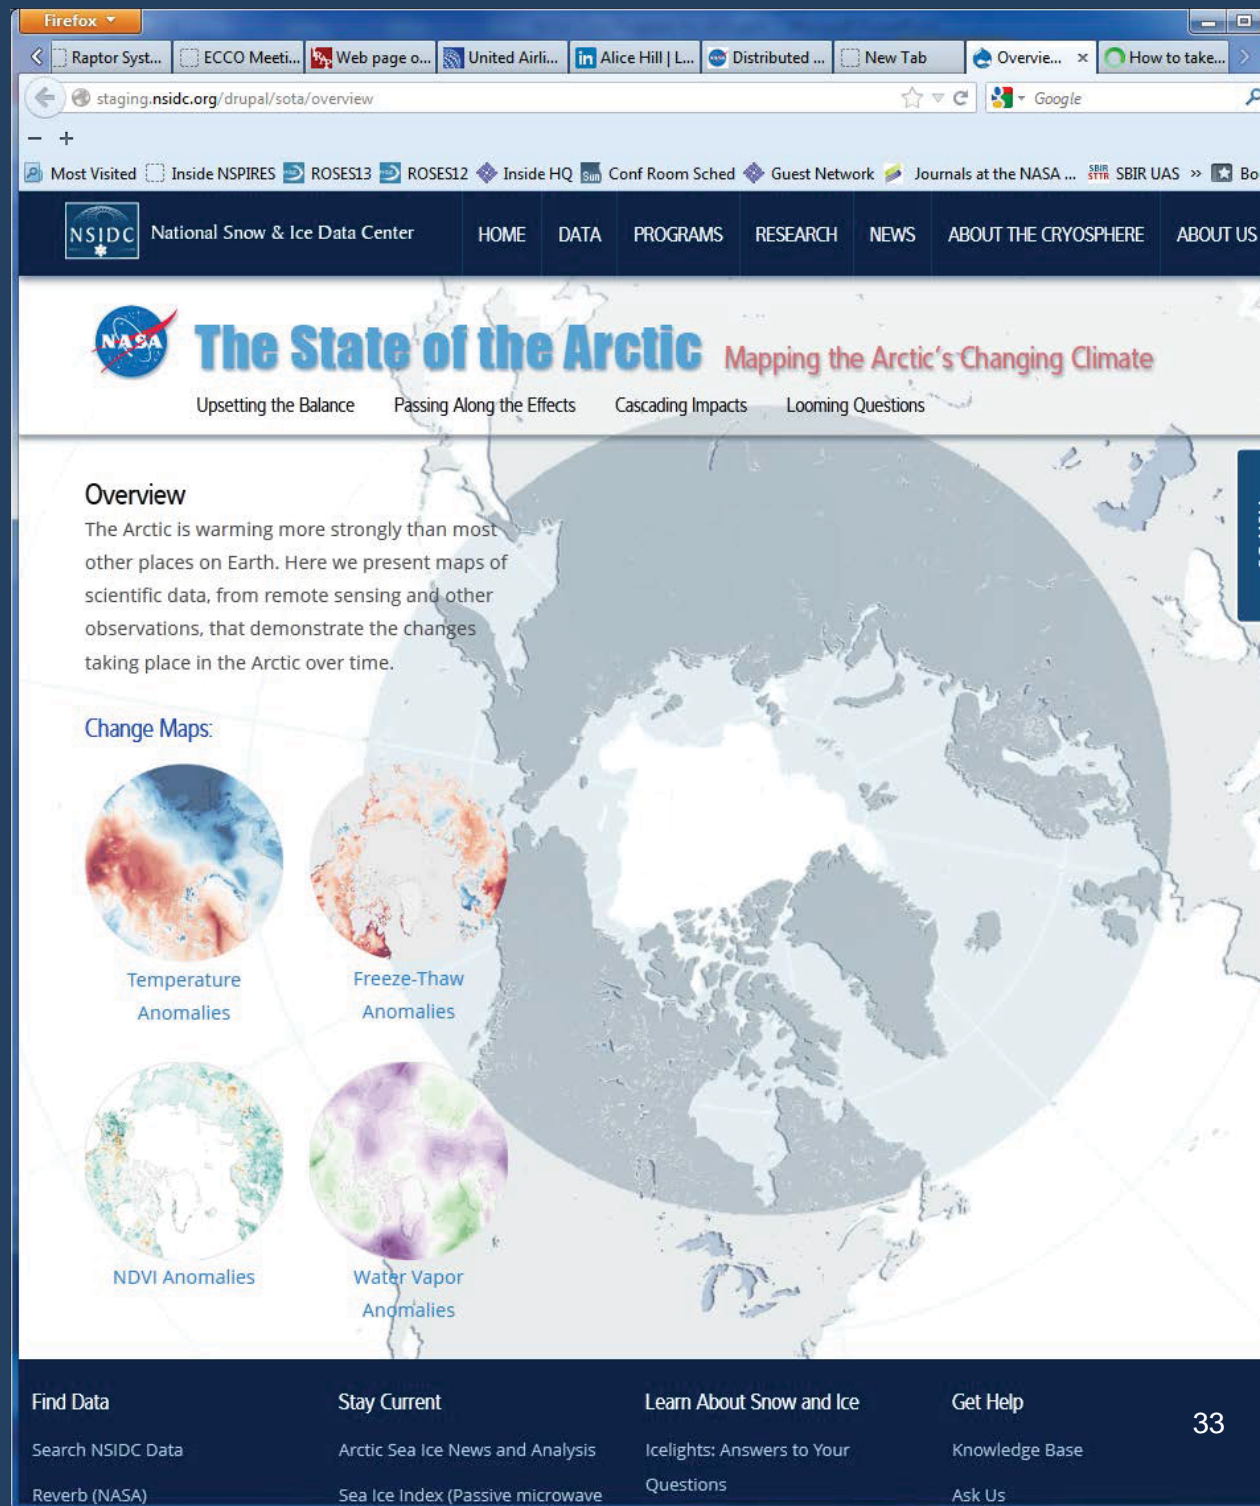 Firefox
Raptor Syst... ECCO Meeti... Web page o... United Airli... Alice Hill | L... Distributed ... New Tab Overvie... How to take...
staging.nsidc.org/drupal/sota/overview Google
Most Visited Inside NSPIRES ROSES13 ROSES12 Inside HQ Conf Room Sched Guest Network Journals at the NASA ... SBIR UAS » Bo
NSIDC National Snow & Ice Data Center HOME DATA PROGRAMS RESEARCH NEWS ABOUT THE CRYOSPHERE ABOUT US
NASA The State of the Arctic Mapping the Arctic's Changing Climate
Upsetting the Balance Passing Along the Effects Cascading Impacts Looming Questions
Overview
The Arctic is warming more strongly than most
other places on Earth. Here we present maps of
scientific data, from remote sensing and other
observations, that demonstrate the changes
taking place in the Arctic over time.
Change Maps:
Temperature
Anomalies
Freeze-Thaw
Anomalies
NDVI Anomalies
Water Vapor
Anomalies
Find Data
Search NSIDC Data
Reverb (NASA)
Stay Current
Arctic Sea Ice News and Analysis
Sea Ice Index (Passive microwave
Learn About Snow and Ice
Icelights: Answers to Your
Questions
Get Help
Knowledge Base
Ask Us
33